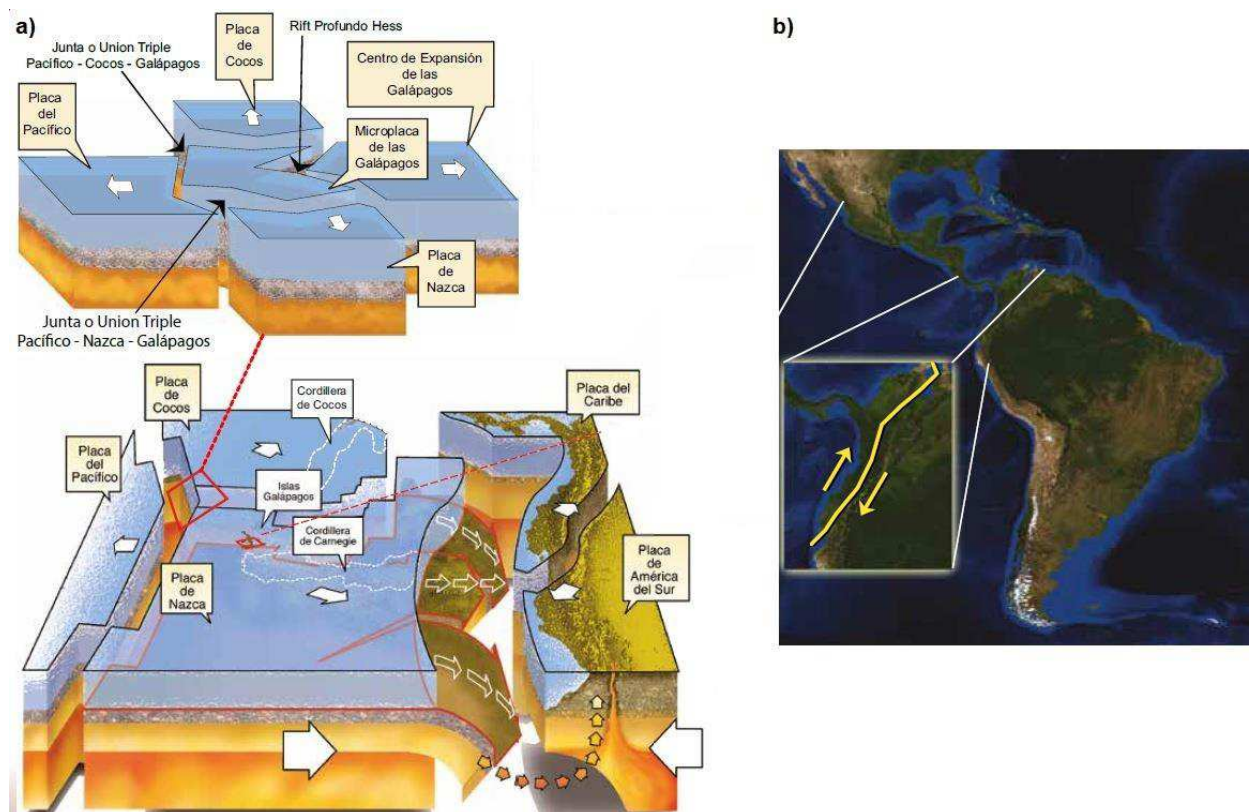 a)
Junta o Union Triple
Pacífico - Cocos - Galápagos
Placa
de
Cocos
Rift Profundo Hess
Centro de Expansión
de las
Galápagos
Placa
del
Pacífico
Microplaca
de las
Galápagos
Placa
de
Nazca
Junta o Union Triple
Pacífico - Nazca - Galápagos
Placa
de
Cocos
Cordillera
de Cocos
Placa del
Caribe
Placa
del
Pacífico
Islas
Galápagos
Cordillera
de Carnegie
Placa
de
Nazca
Placa
de
América
del Sur
b)